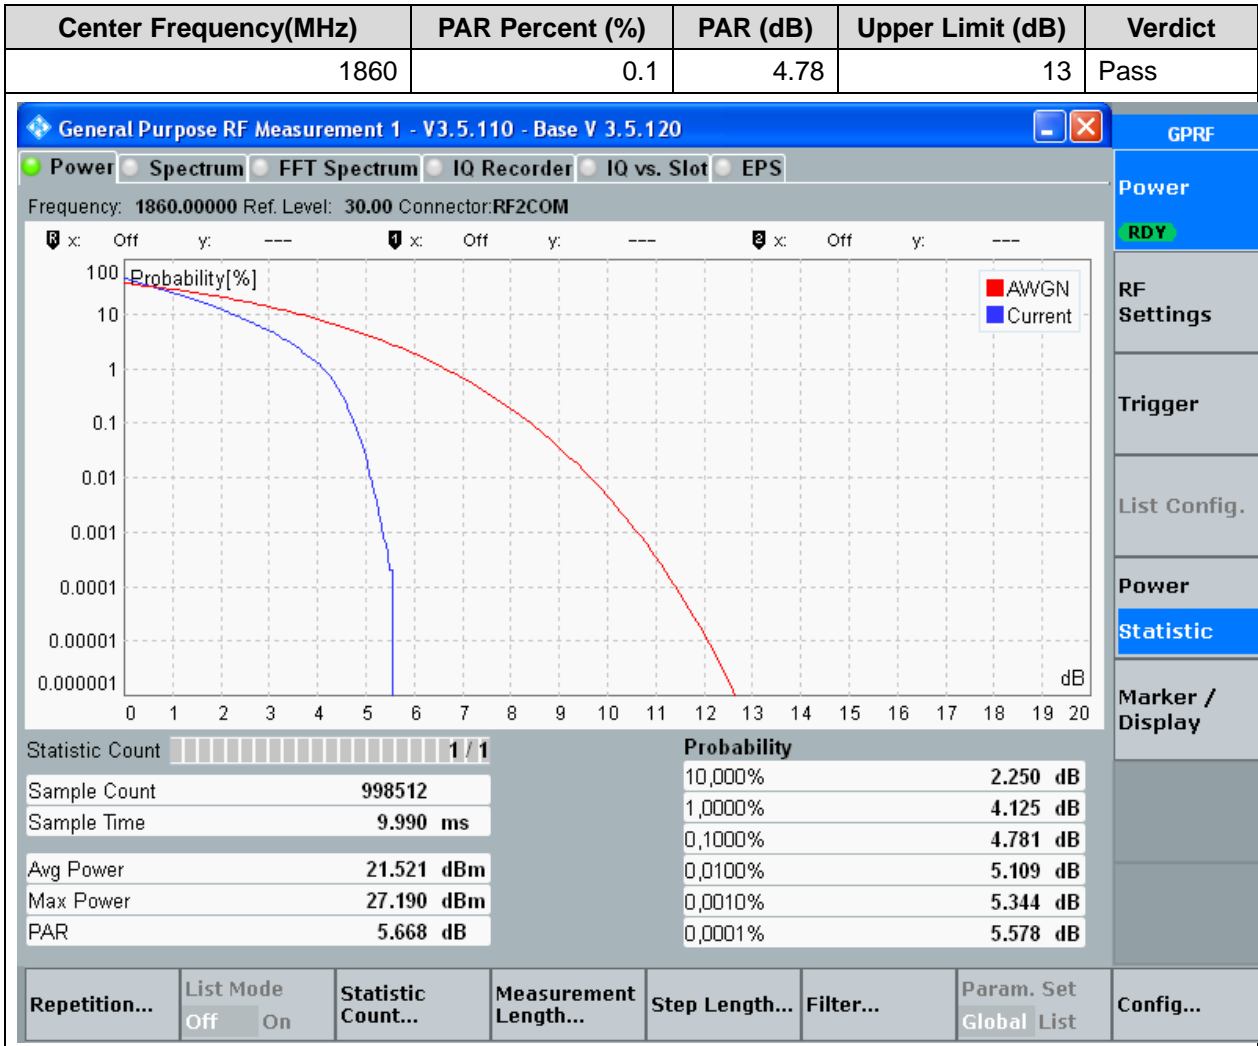 Center Frequency(MHz) PAR Percent (%) PAR (dB) Upper Limit (dB) Verdict
1860 0.1 4.78 13 Pass
General Purpose RF Measurement 1 - V3.5.110 - Base V 3.5.120
GPRF
Power Spectrum FFT Spectrum IQ Recorder IQ vs. Slot EPS
Power
RDY
Frequency: 1860.00000 Ref. Level: 30.00 Connector:RF2COM
R x: Off y: --- 1 x: Off y: --- 2 x: Off y: ---
Probability[%]
AWGN
Current
100
10
1
0.1
0.01
0.001
0.0001
0.00001
0.000001
dB
0 1 2 3 4 5 6 7 8 9 10 11 12 13 14 15 16 17 18 19 20
RF
Settings
Trigger
List Config.
Power
Statistic
Marker /
Display
Statistic Count 1 / 1
Sample Count 998512
Sample Time 9.990 ms
Avg Power 21.521 dBm
Max Power 27.190 dBm
PAR 5.668 dB
Probability
10,000% 2.250 dB
1,0000% 4.125 dB
0,1000% 4.781 dB
0,0100% 5.109 dB
0,0010% 5.344 dB
0,0001% 5.578 dB
Repetition...
List Mode
Off On
Statistic
Count...
Measurement
Length...
Step Length...
Filter...
Param. Set
Global List
Config...